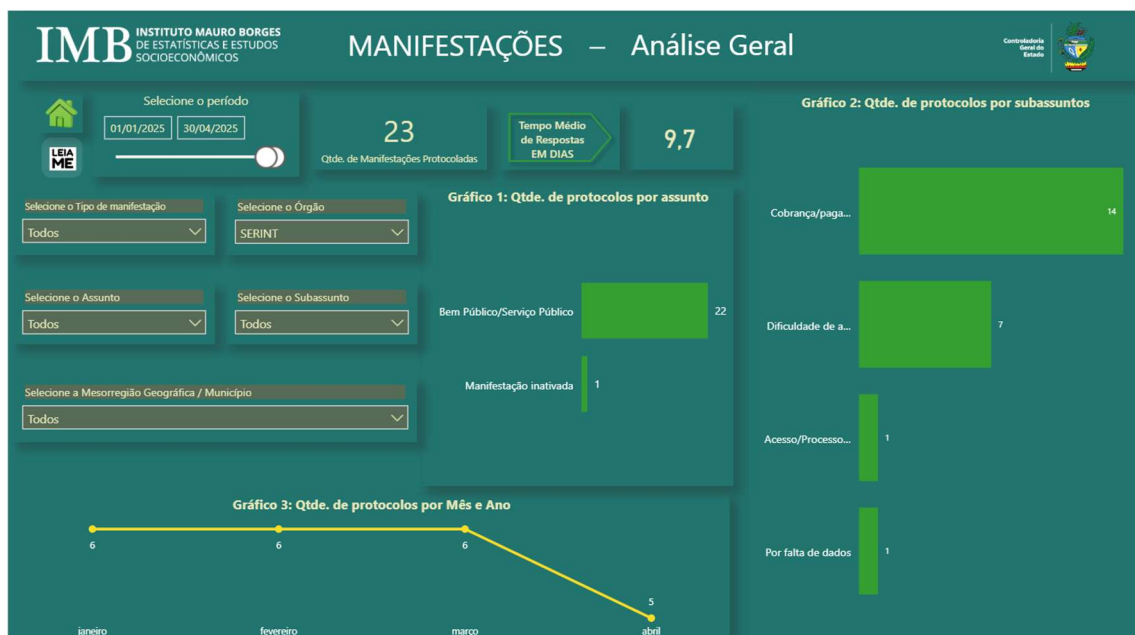 IMB
INSTITUTO MAURO BORGES
DE ESTATÍSTICAS E ESTUDOS
SOCIOECONÔMICOS
MANIFESTAÇÕES – Análise Geral
Controladoria
Geral do
Estado
Selecione o período
01/01/2025 30/04/2025
LEIA
ME
23
Qtde. de Manifestações Protocoladas
Tempo Médio
de Respostas
EM DIAS
9,7
Selecione o Tipo de manifestação
Todos
Selecione o Órgão
SERINT
Selecione o Assunto
Todos
Selecione o Subassunto
Todos
Selecione a Mesorregião Geográfica / Município
Todos
Gráfico 1: Qtde. de protocolos por assunto
Bem Público/Serviço Público 22
Manifestação inativada 1
Gráfico 2: Qtde. de protocolos por subassuntos
Cobrança/paga... 14
Dificuldade de a... 7
Acesso/Processo... 1
Por falta de dados 1
Gráfico 3: Qtde. de protocolos por Mês e Ano
6 6 6 5
janeiro fevereiro março abril